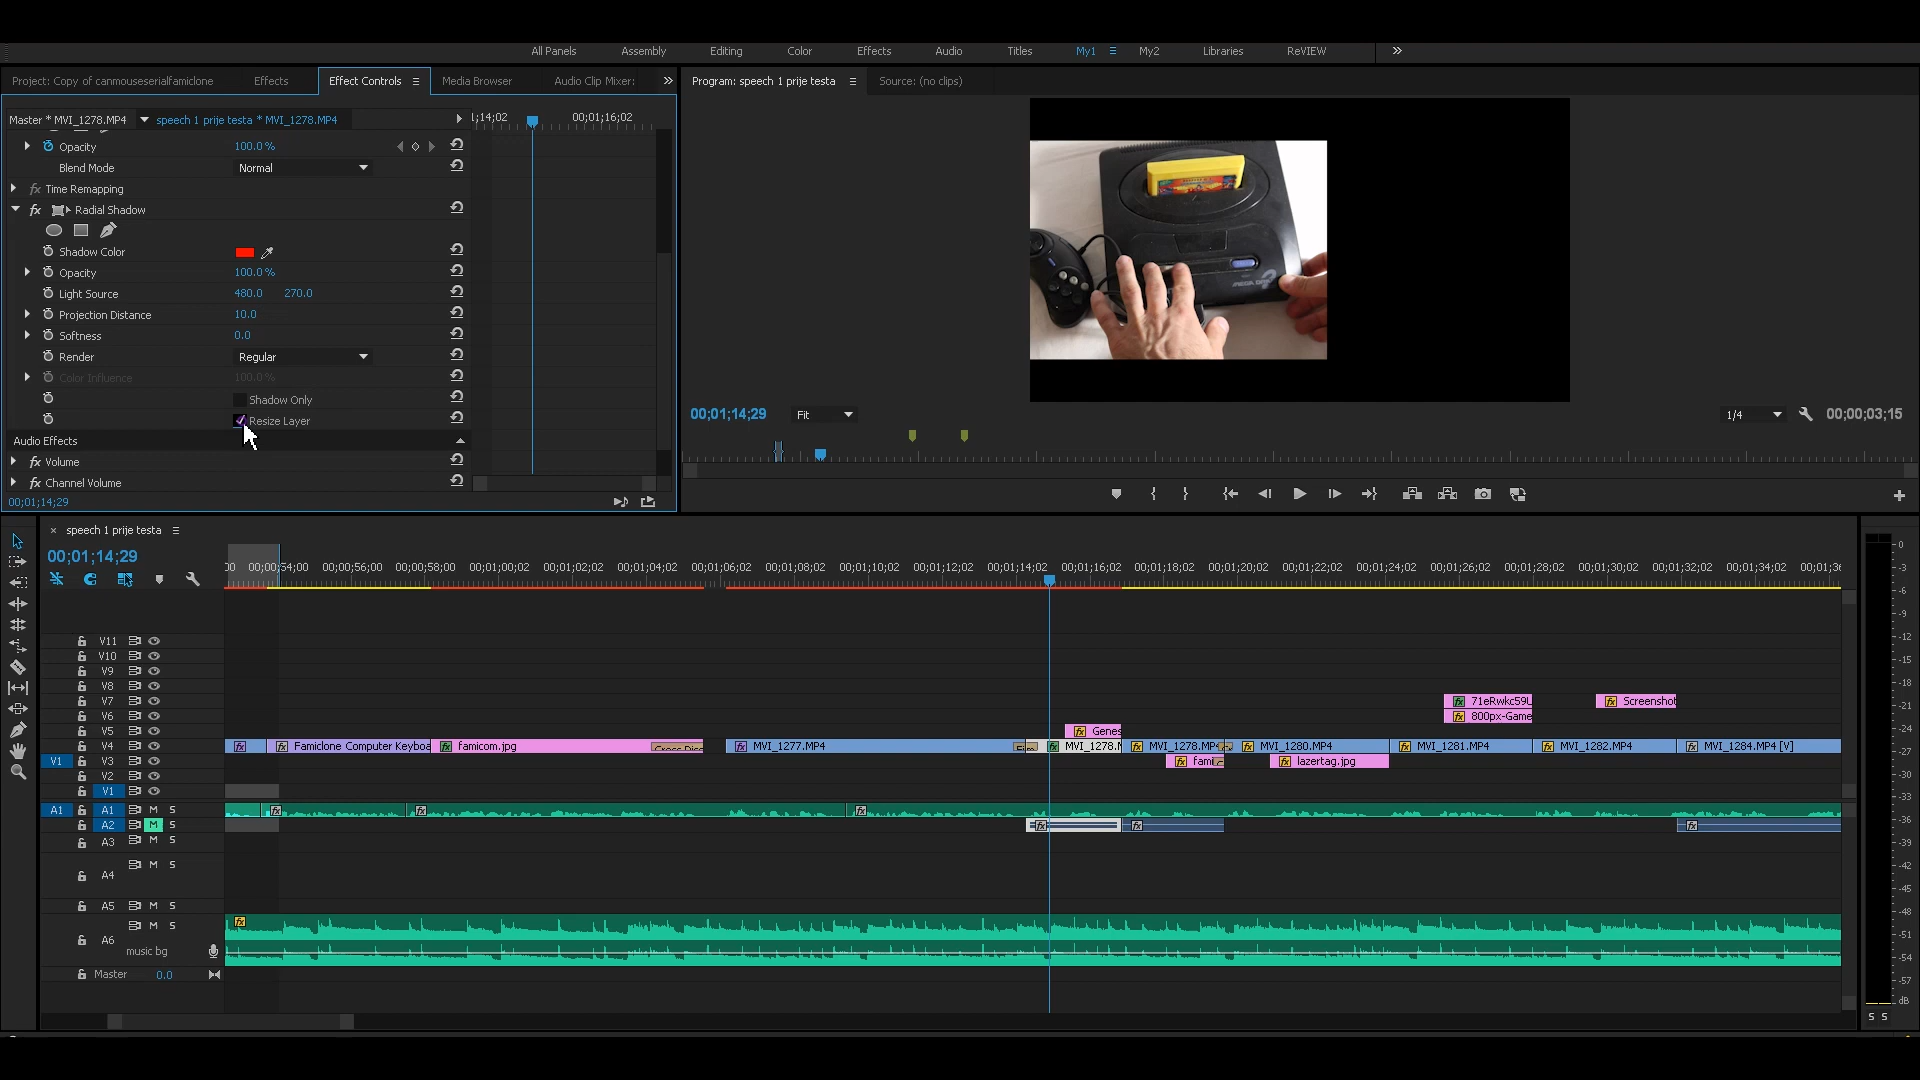 All Panels Assembly Editing Color Effects Audio Titles My1 My2 Libraries ReVIEW
Project: Copy of canmouseserialfamiclone Effects Effect Controls Media Browser Audio Clip Mixer:
Program: speech 1 prije testa Source: (no clips)
Master * MVI_1278.MP4 speech 1 prije testa * MVI_1278.MP4
00;01;16;02
Opacity 100.0 %
Blend Mode Normal
fx Time Remapping
fx Radial Shadow
Shadow Color
Opacity 100.0 %
Light Source 480.0 270.0
Projection Distance 10.0
Softness 0.0
Render Regular
Color Influence 100.0 %
Shadow Only
Resize Layer
Audio Effects
fx Volume
fx Channel Volume
00;01;14;29
MEGA DRIVE 2
00;01;14;29 Fit 1/4 00;00;03;15
× speech 1 prije testa
00;01;14;29
00;00;54;00 00;00;56;00 00;00;58;00 00;01;00;02 00;01;02;02 00;01;04;02 00;01;06;02 00;01;08;02 00;01;10;02 00;01;12;02 00;01;14;02 00;01;16;02 00;01;18;02 00;01;20;02 00;01;22;02 00;01;24;02 00;01;26;02 00;01;28;02 00;01;30;02 00;01;32;02 00;01;34;02 00;01;36
V11
V10
V9
V8
V7 71eRwkc59L Screenshot
V6 800px-Game
V5 Genes
V4 Famiclone Computer Keyboa famicom.jpg Cross Diss MVI_1277.MP4 MVI_1278.M MVI_1278.MP4 MVI_1280.MP4 MVI_1281.MP4 MVI_1282.MP4 MVI_1284.MP4 [V]
V1 V3 fami lazertag.jpg
V2
V1
A1 A1 M S
A2 M S
A3 M S
A4 M S
A5 M S
A6 M S
music bg
Master 0.0
0
-3
-6
-9
-12
-15
-18
-21
-24
-27
-30
-33
-36
-39
-42
-45
-48
-51
-54
-57
dB
S S